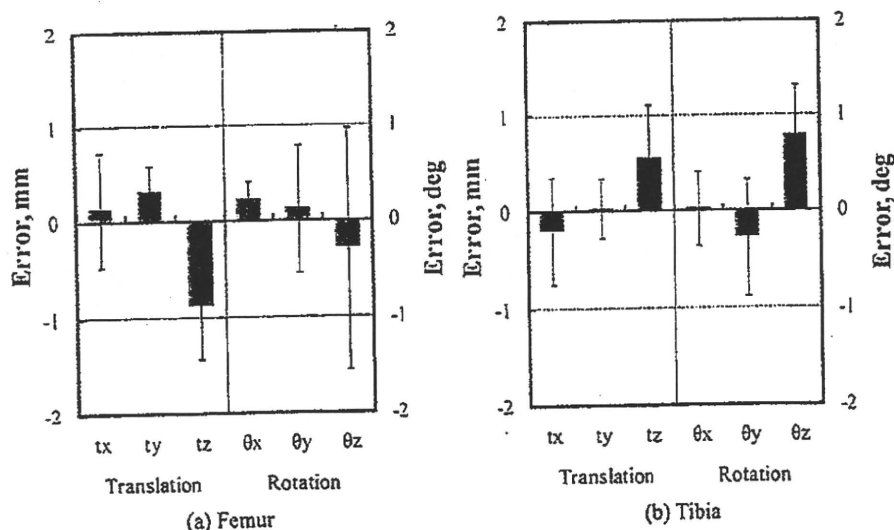 2
1
0
-1
-2
Error, mm
2
1
0
-1
-2
Error, deg
tx ty tz θx θy θz
Translation Rotation
(a) Femur
2
1
0
-1
-2
Error, mm
2
1
0
-1
-2
Error, deg
tx ty tz θx θy θz
Translation Rotation
(b) Tibia